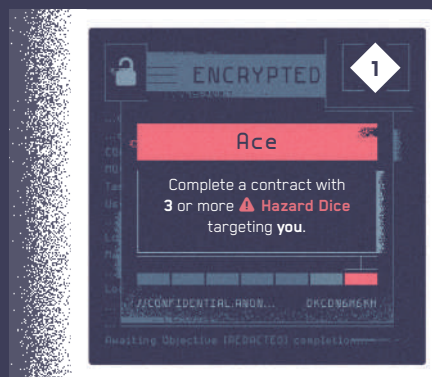 ENCRYPTED
1
Ace
Complete a contract with
3 or more Hazard Dice
targeting you.
//CONFIDENTIAL.ANON...
Awaiting Objective [REDACTED] completion